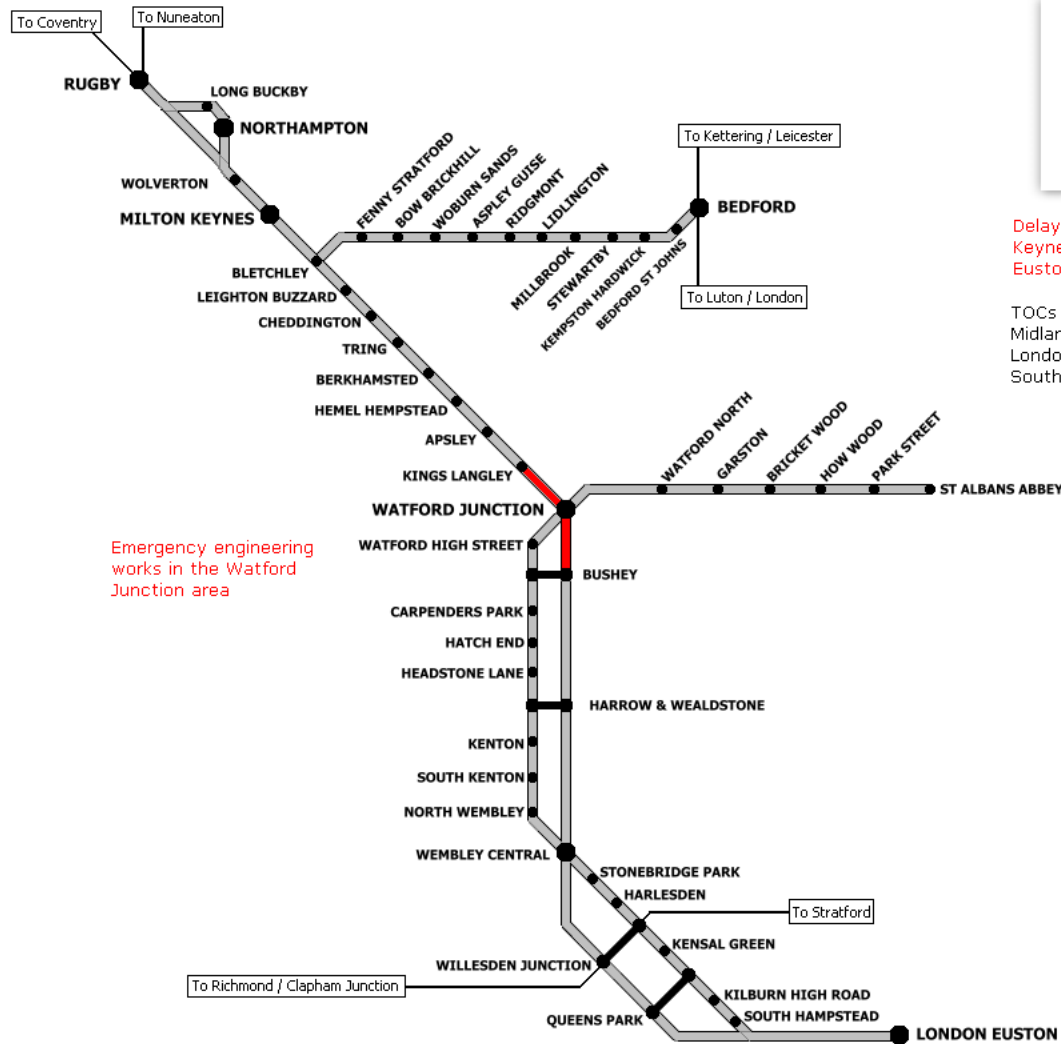 To Coventry
To Nuneaton
RUGBY
LONG BUCKBY
NORTHAMPTON
WOLVERTON
MILTON KEYNES
BLETCHLEY
FENNY STRATFORD
BOW BRICKHILL
WOBURN SANDS
ASPLEY GUISE
RIDGMONT
LIDLINGTON
MILLBROOK
STEWARTBY
KEMPSTON HARDWICK
BEDFORD ST JOHNS
BEDFORD
To Kettering / Leicester
To Luton / London
Delay
Keyne
Eusto
TOCs
Midlan
Londo
South
LEIGHTON BUZZARD
CHEDDINGTON
TRING
BERKHAMSTED
HEMEL HEMPSTEAD
APSLEY
KINGS LANGLEY
WATFORD JUNCTION
WATFORD NORTH
GARSTON
BRICKET WOOD
HOW WOOD
PARK STREET
ST ALBANS ABBEY
Emergency engineering
works in the Watford
Junction area
WATFORD HIGH STREET
BUSHEY
CARPENDERS PARK
HATCH END
HEADSTONE LANE
HARROW & WEALDSTONE
KENTON
SOUTH KENTON
NORTH WEMBLEY
WEMBLEY CENTRAL
STONEBRIDGE PARK
HARLESDEN
To Stratford
KENSAL GREEN
WILLESDEN JUNCTION
To Richmond / Clapham Junction
KILBURN HIGH ROAD
QUEENS PARK
SOUTH HAMPSTEAD
LONDON EUSTON